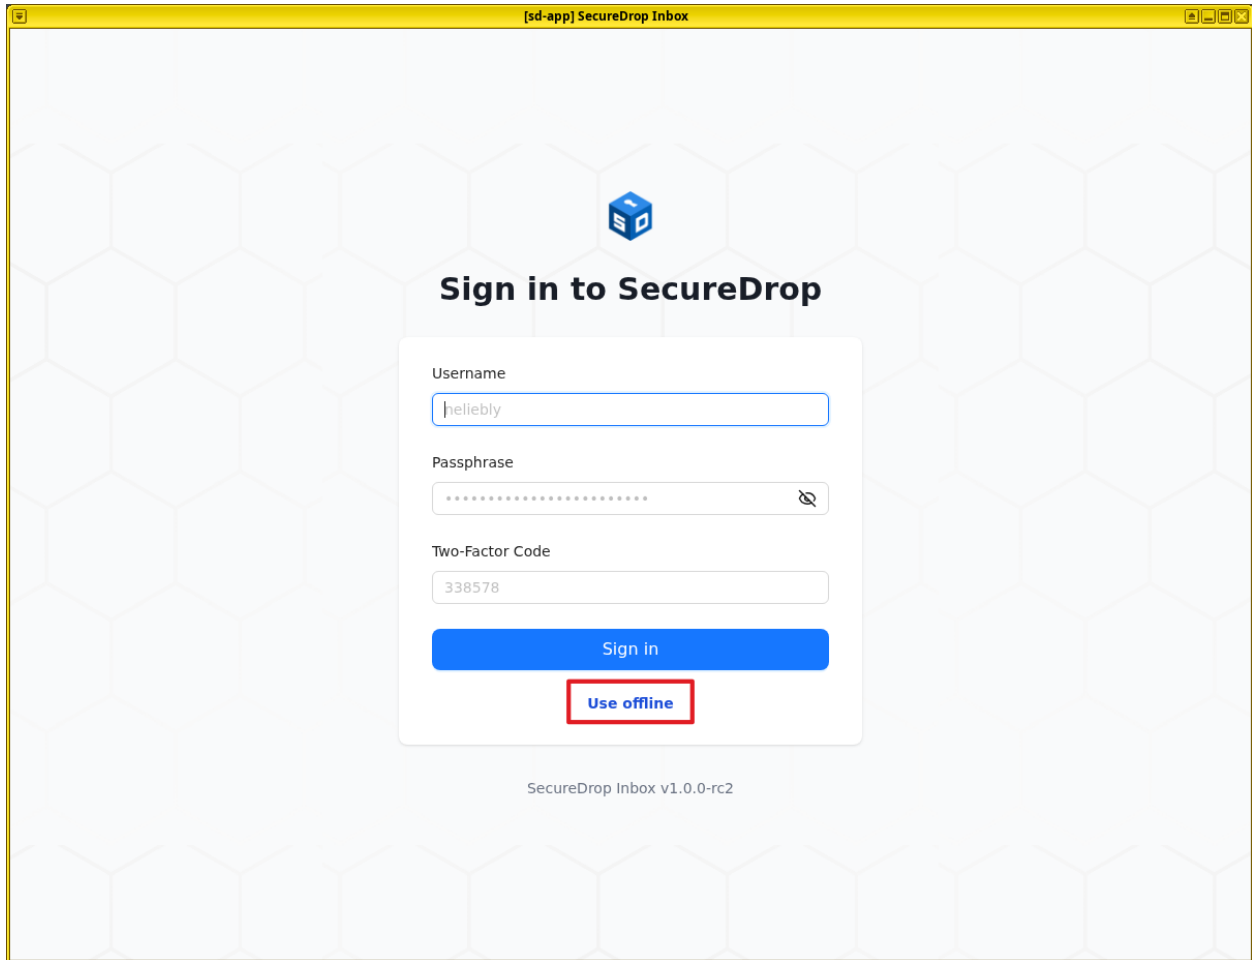 [sd-app] SecureDrop Inbox
SD
Sign in to SecureDrop
Username
neliebly
Passphrase
Two-Factor Code
338578
Sign in
Use offline
SecureDrop Inbox v1.0.0-rc2